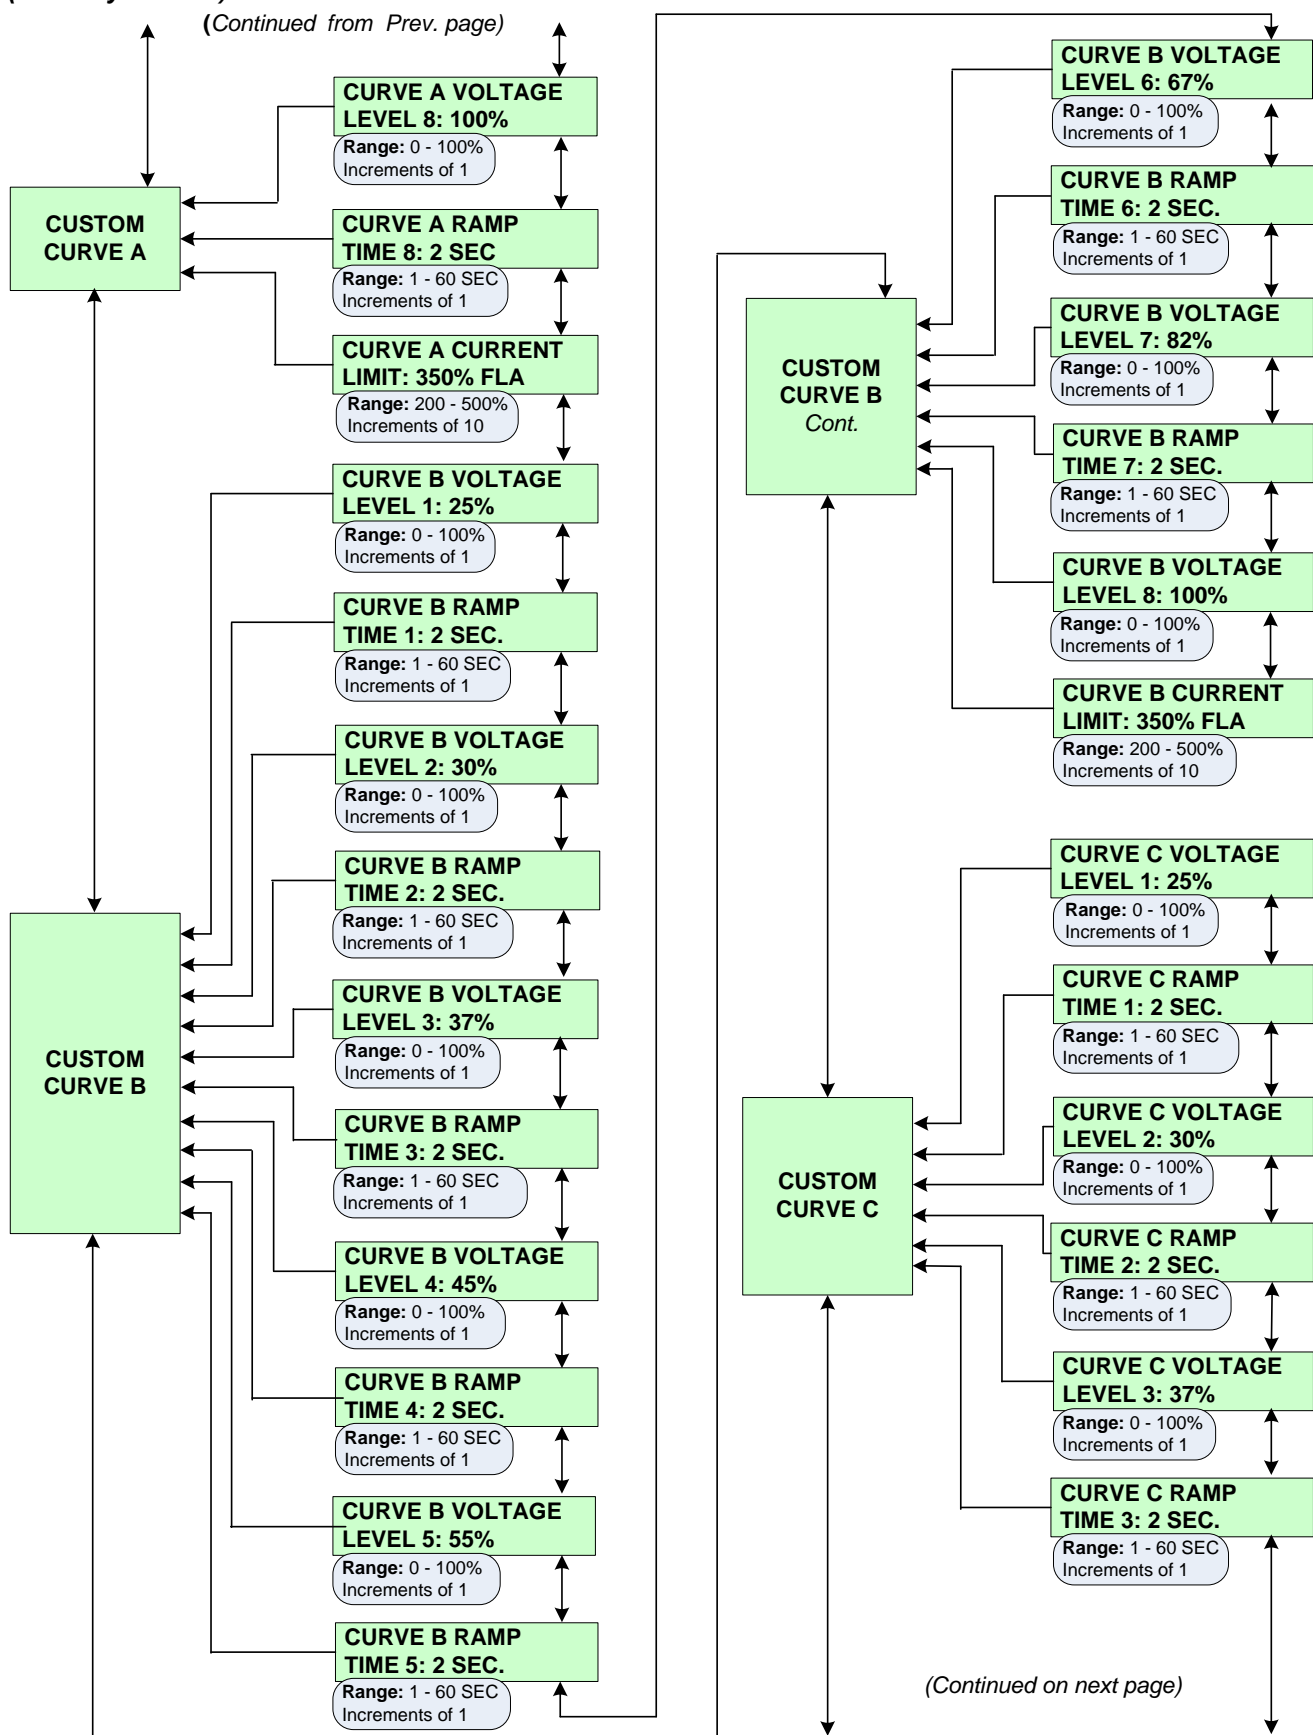 (Continued from Prev. page)
CURVE A VOLTAGE
LEVEL 8: 100%
Range: 0 - 100%
Increments of 1
CUSTOM
CURVE A
CURVE A RAMP
TIME 8: 2 SEC
Range: 1 - 60 SEC
Increments of 1
CURVE A CURRENT
LIMIT: 350% FLA
Range: 200 - 500%
Increments of 10
CURVE B VOLTAGE
LEVEL 1: 25%
Range: 0 - 100%
Increments of 1
CURVE B RAMP
TIME 1: 2 SEC.
Range: 1 - 60 SEC
Increments of 1
CURVE B VOLTAGE
LEVEL 2: 30%
Range: 0 - 100%
Increments of 1
CURVE B RAMP
TIME 2: 2 SEC.
Range: 1 - 60 SEC
Increments of 1
CURVE B VOLTAGE
LEVEL 3: 37%
Range: 0 - 100%
Increments of 1
CUSTOM
CURVE B
CURVE B RAMP
TIME 3: 2 SEC.
Range: 1 - 60 SEC
Increments of 1
CURVE B VOLTAGE
LEVEL 4: 45%
Range: 0 - 100%
Increments of 1
CURVE B RAMP
TIME 4: 2 SEC.
Range: 1 - 60 SEC
Increments of 1
CURVE B VOLTAGE
LEVEL 5: 55%
Range: 0 - 100%
Increments of 1
CURVE B RAMP
TIME 5: 2 SEC.
Range: 1 - 60 SEC
Increments of 1
CURVE B VOLTAGE
LEVEL 6: 67%
Range: 0 - 100%
Increments of 1
CURVE B RAMP
TIME 6: 2 SEC.
Range: 1 - 60 SEC
Increments of 1
CURVE B VOLTAGE
LEVEL 7: 82%
Range: 0 - 100%
Increments of 1
CUSTOM
CURVE B
Cont.
CURVE B RAMP
TIME 7: 2 SEC.
Range: 1 - 60 SEC
Increments of 1
CURVE B VOLTAGE
LEVEL 8: 100%
Range: 0 - 100%
Increments of 1
CURVE B CURRENT
LIMIT: 350% FLA
Range: 200 - 500%
Increments of 10
CURVE C VOLTAGE
LEVEL 1: 25%
Range: 0 - 100%
Increments of 1
CURVE C RAMP
TIME 1: 2 SEC.
Range: 1 - 60 SEC
Increments of 1
CURVE C VOLTAGE
LEVEL 2: 30%
Range: 0 - 100%
Increments of 1
CUSTOM
CURVE C
CURVE C RAMP
TIME 2: 2 SEC.
Range: 1 - 60 SEC
Increments of 1
CURVE C VOLTAGE
LEVEL 3: 37%
Range: 0 - 100%
Increments of 1
CURVE C RAMP
TIME 3: 2 SEC.
Range: 1 - 60 SEC
Increments of 1
(Continued on next page)